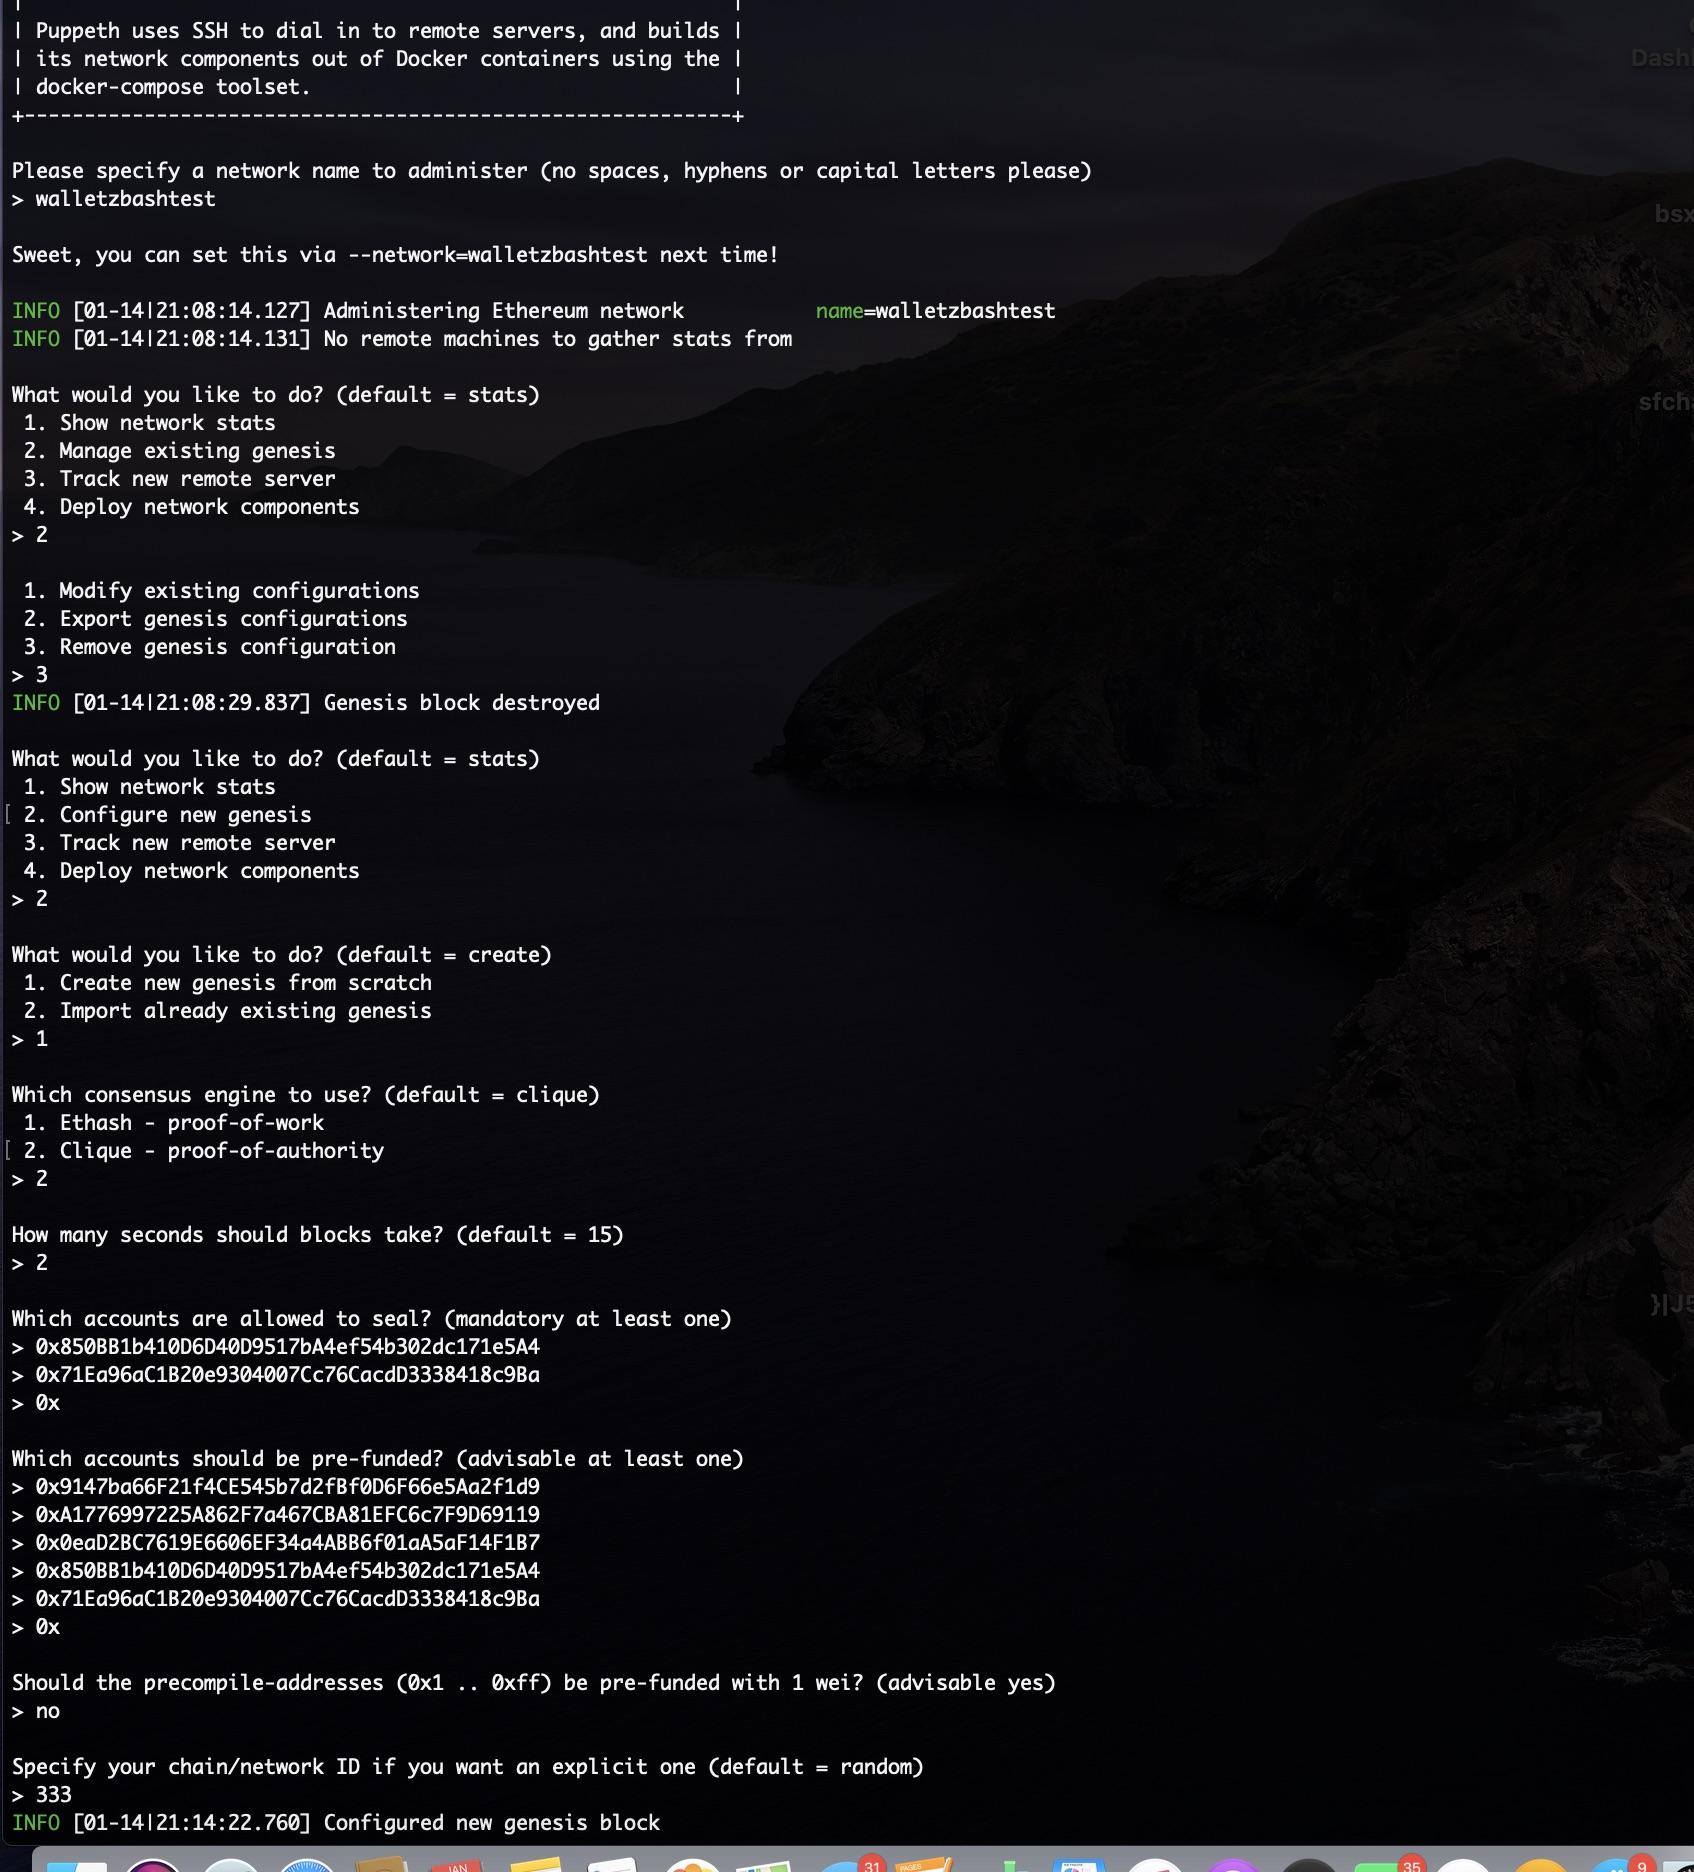 | Puppeth uses SSH to dial in to remote servers, and builds |
| its network components out of Docker containers using the |
| docker-compose toolset. |
+-----------------------------------------------------------+
Please specify a network name to administer (no spaces, hyphens or capital letters please)
> walletzbashtest
Sweet, you can set this via --network=walletzbashtest next time!
INFO [01-14|21:08:14.127] Administering Ethereum network name=walletzbashtest
INFO [01-14|21:08:14.131] No remote machines to gather stats from
What would you like to do? (default = stats)
1. Show network stats
2. Manage existing genesis
3. Track new remote server
4. Deploy network components
> 2
1. Modify existing configurations
2. Export genesis configurations
3. Remove genesis configuration
> 3
INFO [01-14|21:08:29.837] Genesis block destroyed
What would you like to do? (default = stats)
1. Show network stats
[ 2. Configure new genesis
3. Track new remote server
4. Deploy network components
> 2
What would you like to do? (default = create)
1. Create new genesis from scratch
2. Import already existing genesis
> 1
Which consensus engine to use? (default = clique)
1. Ethash - proof-of-work
[ 2. Clique - proof-of-authority
> 2
How many seconds should blocks take? (default = 15)
> 2
Which accounts are allowed to seal? (mandatory at least one)
> 0x850BB1b410D6D40D9517bA4ef54b302dc171e5A4
> 0x71Ea96aC1B20e9304007Cc76CacdD3338418c9Ba
> 0x
Which accounts should be pre-funded? (advisable at least one)
> 0x9147ba66F21f4CE545b7d2fBf0D6F66e5Aa2f1d9
> 0xA1776997225A862F7a467CBA81EFC6c7F9D69119
> 0x0eaD2BC7619E6606EF34a4ABB6f01aA5aF14F1B7
> 0x850BB1b410D6D40D9517bA4ef54b302dc171e5A4
> 0x71Ea96aC1B20e9304007Cc76CacdD3338418c9Ba
> 0x
Should the precompile-addresses (0x1 .. 0xff) be pre-funded with 1 wei? (advisable yes)
> no
Specify your chain/network ID if you want an explicit one (default = random)
> 333
INFO [01-14|21:14:22.760] Configured new genesis block
JAN
31
PAGES
35
9